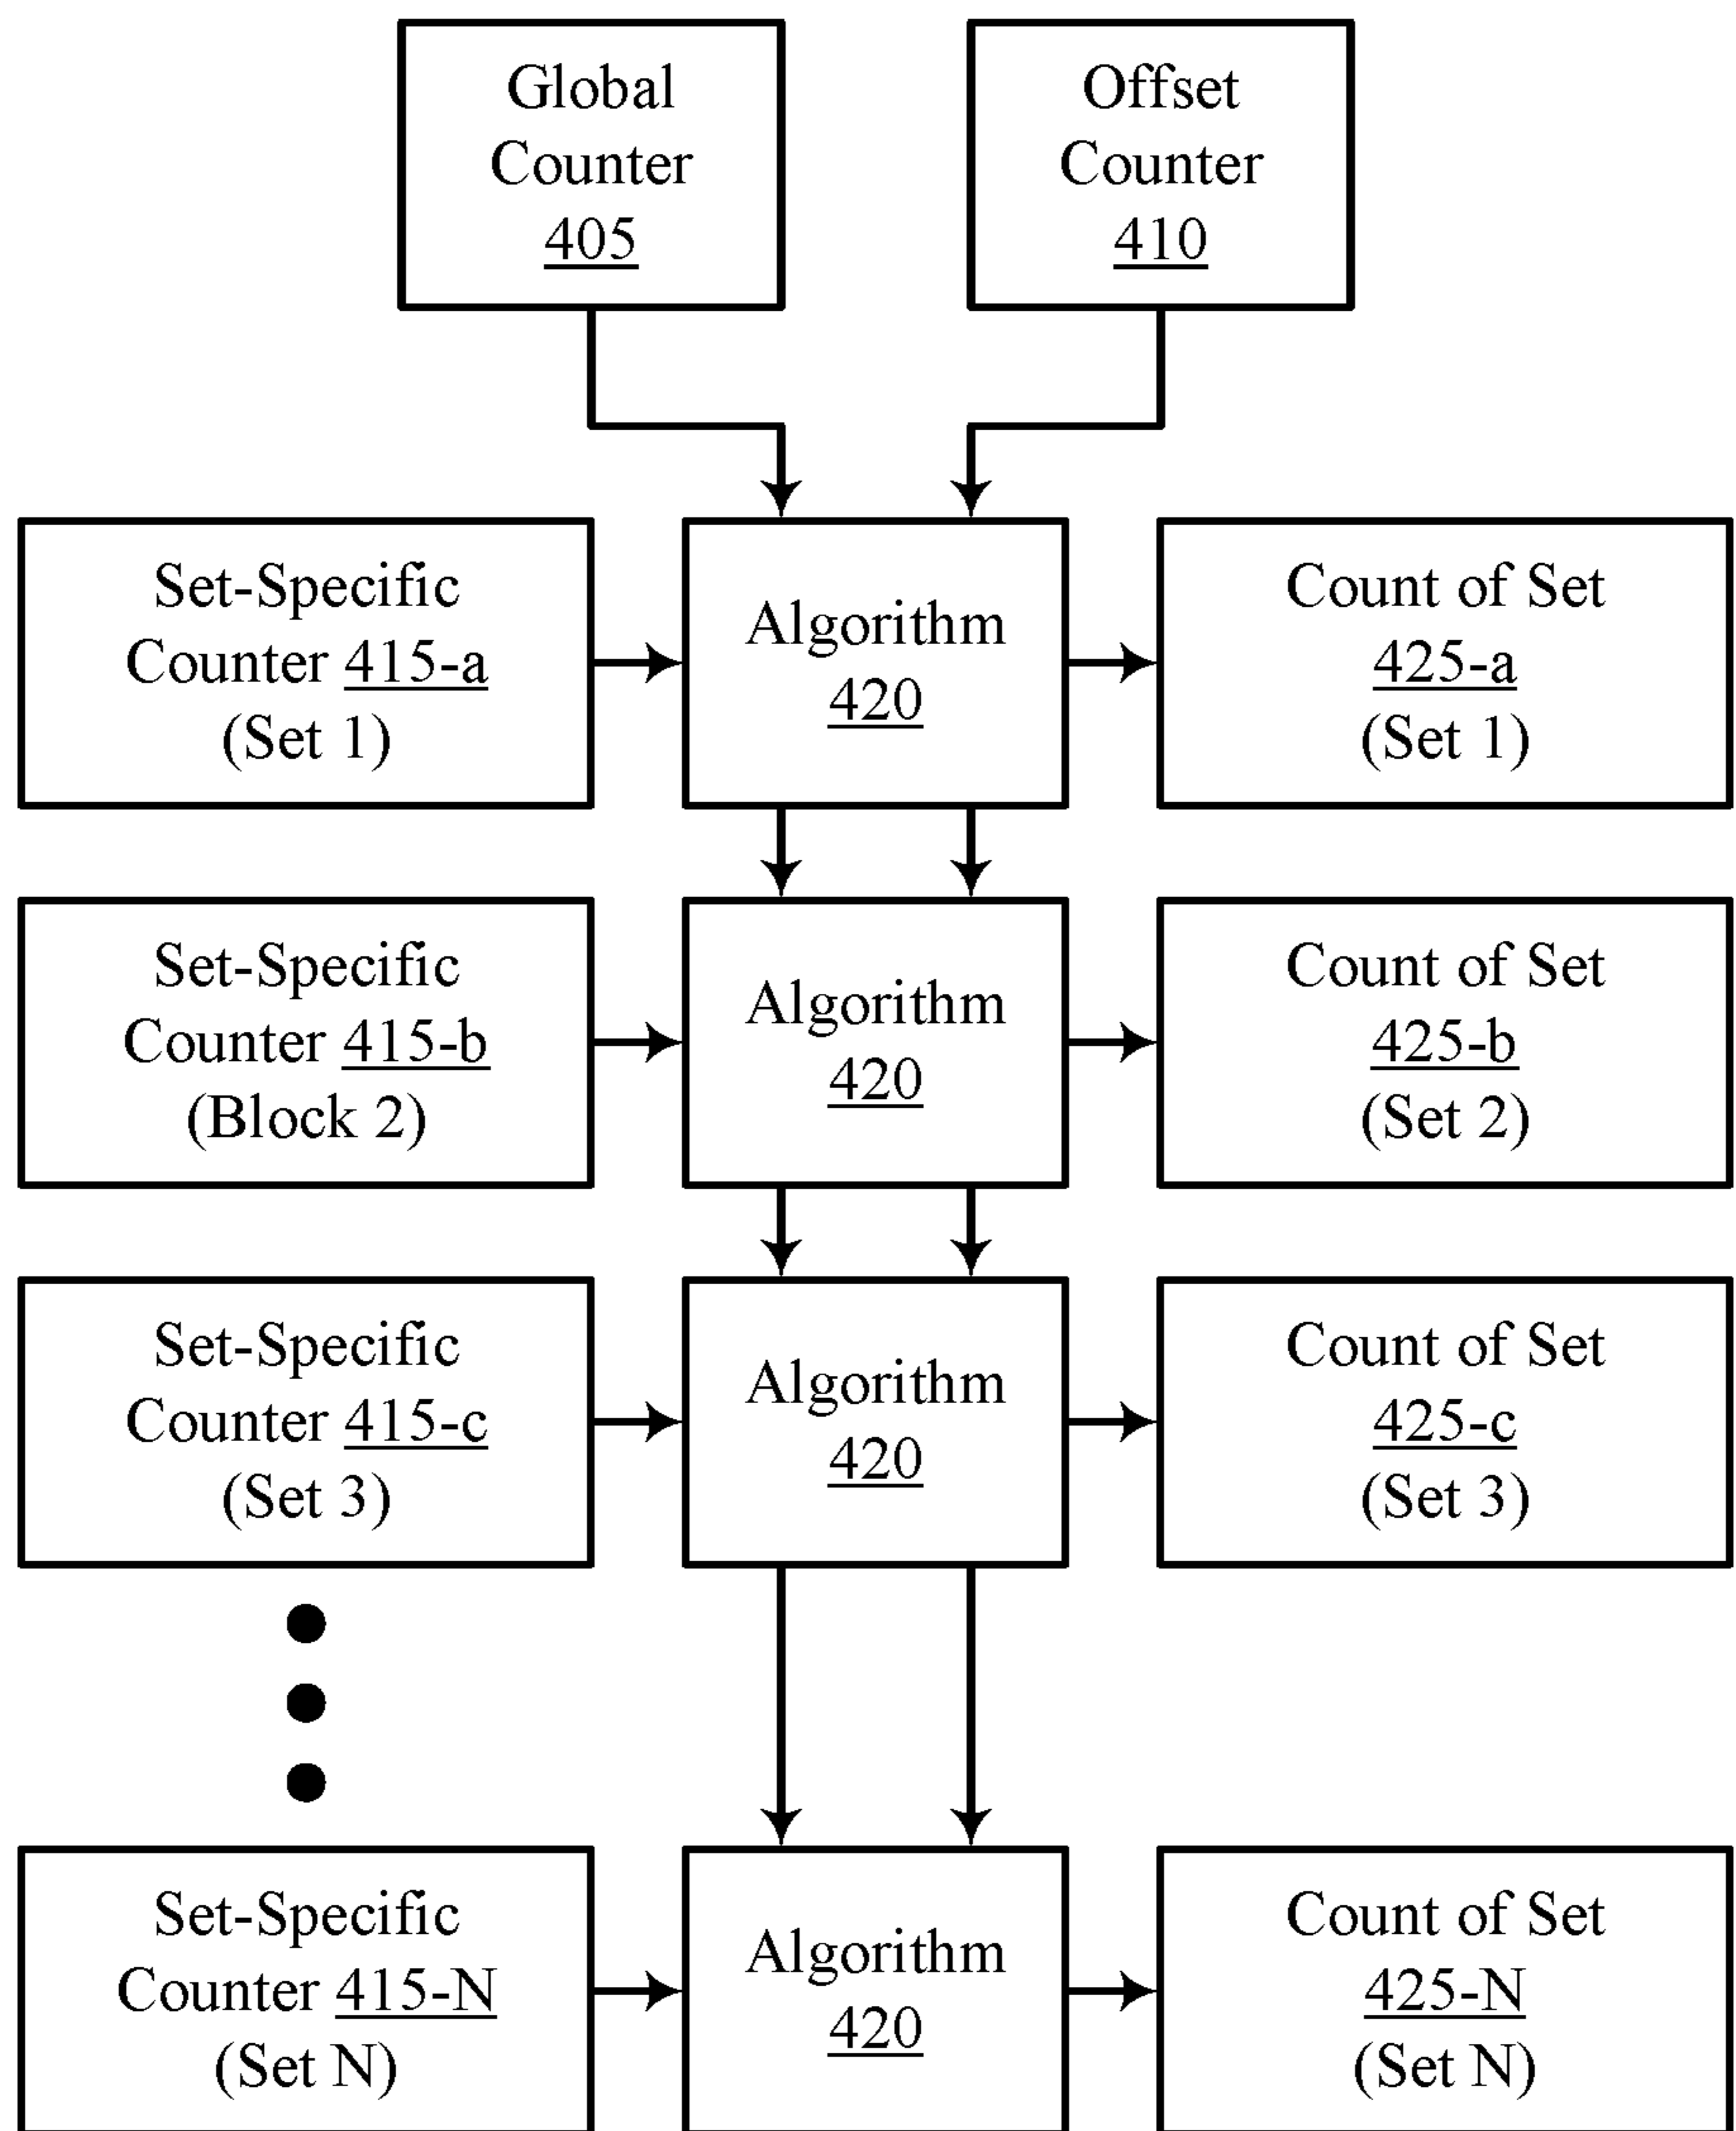 Global
Counter
405
Offset
Counter
410
Set-Specific
Counter 415-a
(Set 1)
Algorithm
420
Count of Set
425-a
(Set 1)
Set-Specific
Counter 415-b
(Block 2)
Algorithm
420
Count of Set
425-b
(Set 2)
Set-Specific
Counter 415-c
(Set 3)
Algorithm
420
Count of Set
425-c
(Set 3)
Set-Specific
Counter 415-N
(Set N)
Algorithm
420
Count of Set
425-N
(Set N)